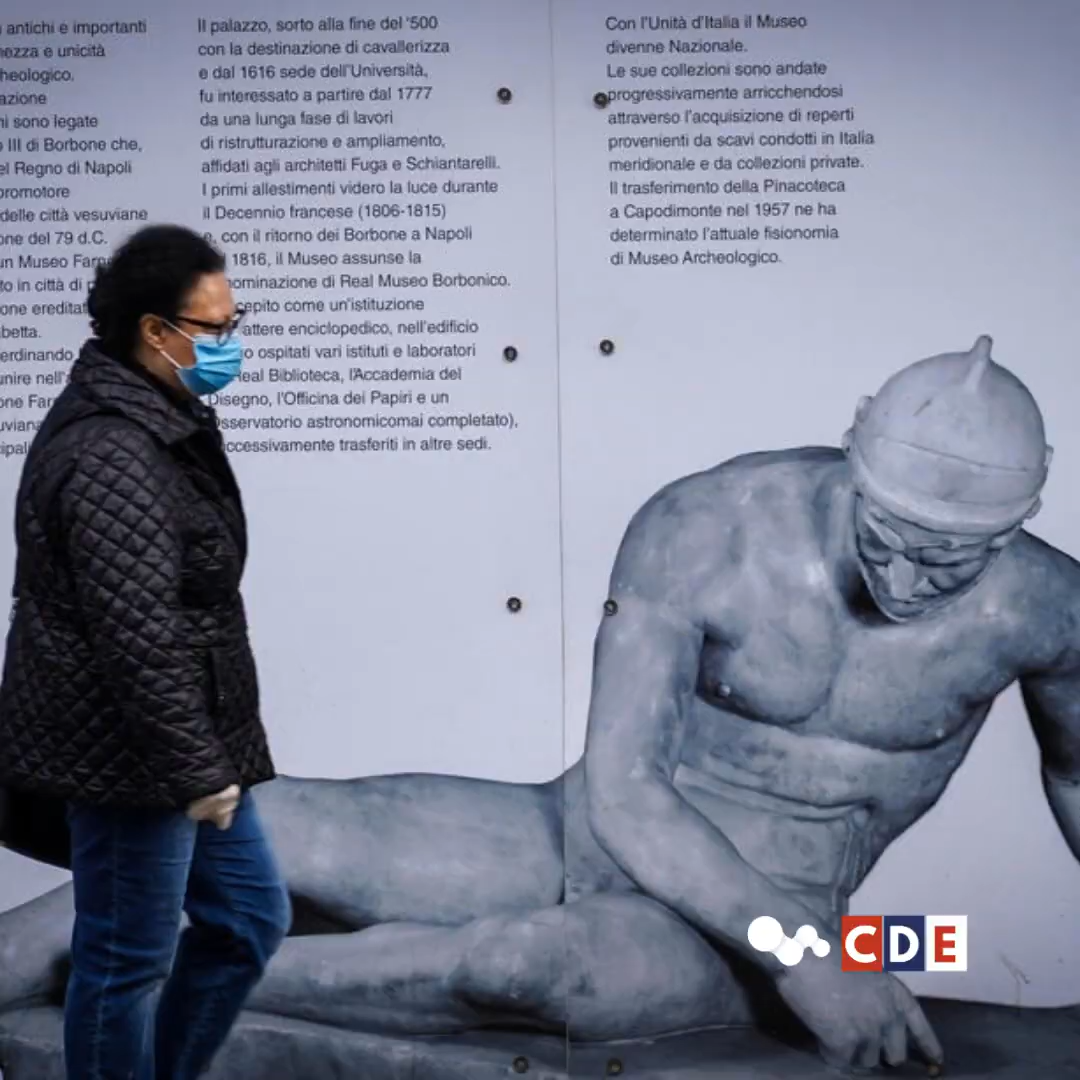 antichi e importanti
ezza e unicità
heologico.
azione
ni sono legate
III di Borbone che,
el Regno di Napoli
promotore
delle città vesuviane
one del 79 d.C.
un Museo Farne
to in città di p
one ereditat
abetta.
erdinando
unire nell'a
one Far
uviana
cipali
Il palazzo, sorto alla fine del '500
con la destinazione di cavallerizza
e dal 1616 sede dell'Università,
fu interessato a partire dal 1777
da una lunga fase di lavori
di ristrutturazione e ampliamento,
affidati agli architetti Fuga e Schiantarelli.
I primi allestimenti videro la luce durante
il Decennio francese (1806-1815)
e, con il ritorno dei Borbone a Napoli
1816, il Museo assunse la
nominazione di Real Museo Borbonico.
cepito come un'istituzione
attere enciclopedico, nell'edificio
o ospitati vari istituti e laboratori
Real Biblioteca, l'Accademia del
Disegno, l'Officina dei Papiri e un
Osservatorio astronomicomai completato),
ccessivamente trasferiti in altre sedi.
Con l'Unità d'Italia il Museo
divenne Nazionale.
Le sue collezioni sono andate
progressivamente arricchendosi
attraverso l'acquisizione di reperti
provenienti da scavi condotti in Italia
meridionale e da collezioni private.
Il trasferimento della Pinacoteca
a Capodimonte nel 1957 ne ha
determinato l'attuale fisionomia
di Museo Archeologico.
CDE